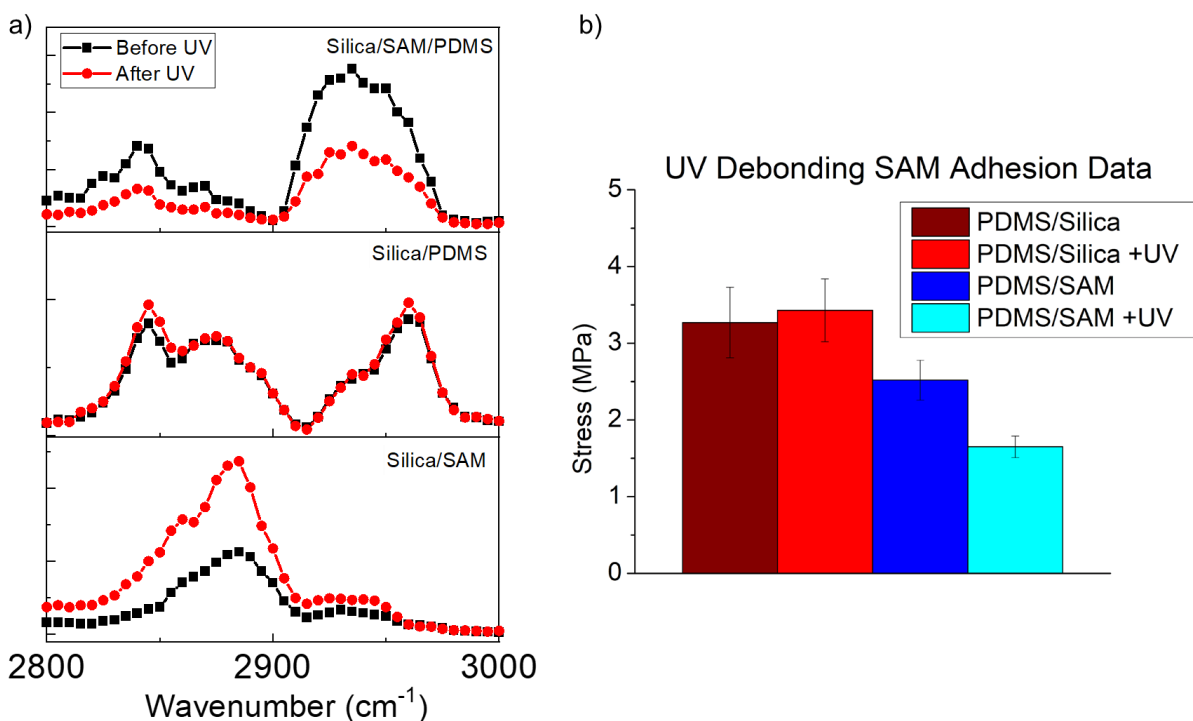 a)
Before UV
After UV
Silica/SAM/PDMS
Silica/PDMS
Silica/SAM
2800 2900 3000
Wavenumber (cm⁻¹)
b)
UV Debonding SAM Adhesion Data
5
4
3
2
1
0
Stress (MPa)
PDMS/Silica
PDMS/Silica +UV
PDMS/SAM
PDMS/SAM +UV